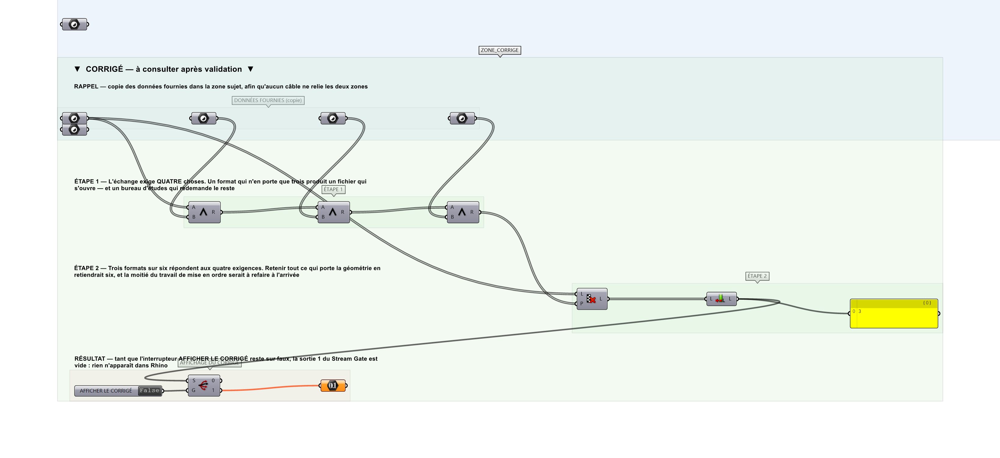 ZONE_CORRIGE
▼ CORRIGÉ — à consulter après validation ▼
RAPPEL — copie des données fournies dans la zone sujet, afin qu'aucun câble ne relie les deux zones
DONNÉES FOURNIES (copie)
ÉTAPE 1 — L'échange exige QUATRE choses. Un format qui n'en porte que trois produit un fichier qui
s'ouvre — et un bureau d'études qui redemande le reste
ÉTAPE 1
A
B
R
A
B
R
A
B
R
ÉTAPE 2 — Trois formats sur six répondent aux quatre exigences. Retenir tout ce qui porte la géométrie en
retiendrait six, et la moitié du travail de mise en ordre serait à refaire à l'arrivée
ÉTAPE 2
L
P
L
L
L
L
{0}
0 3
RÉSULTAT — tant que l'interrupteur AFFICHER LE CORRIGÉ reste sur faux, la sortie 1 du Stream Gate est
vide : rien n'apparaît dans Rhino
AFFICHAGE DU CORRIGÉ
AFFICHER LE CORRIGÉ False
S 0
G 1
0.1